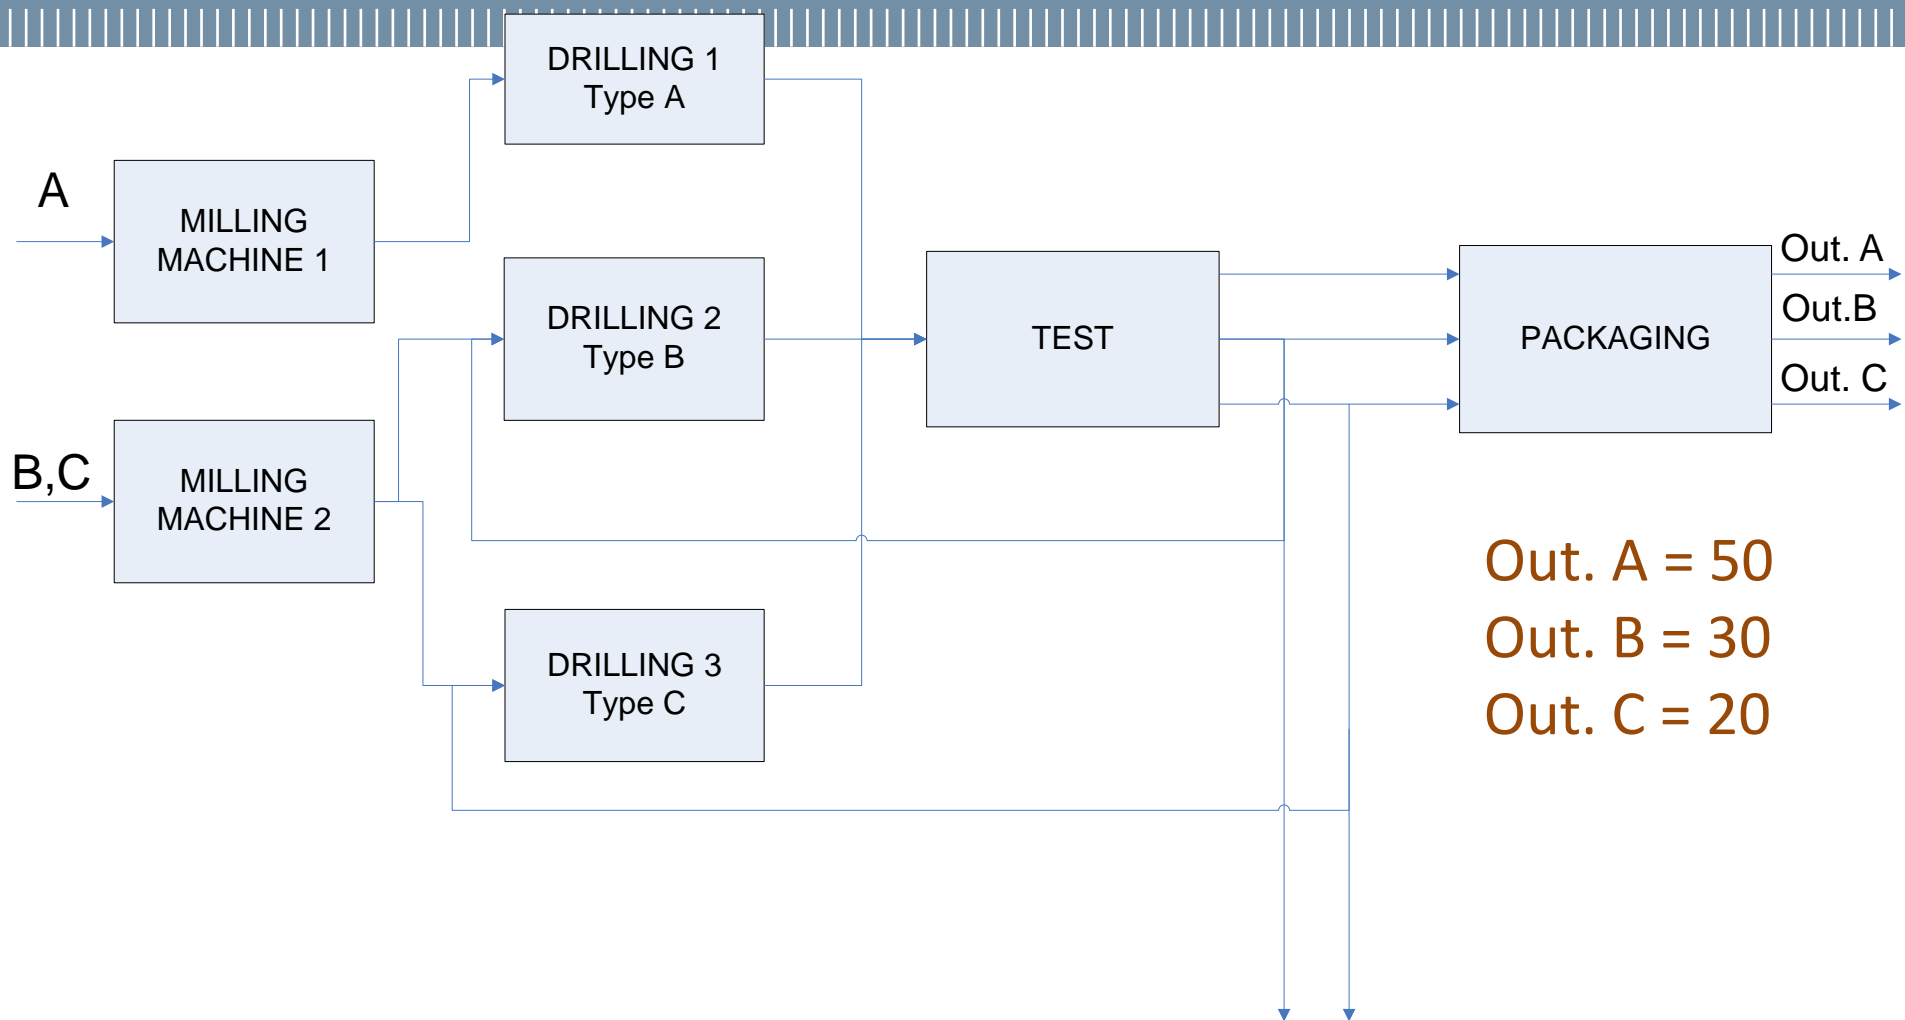 DRILLING 1
Type A
A
MILLING
MACHINE 1
DRILLING 2
Type B
TEST
PACKAGING
Out. A
Out.B
Out. C
B,C
MILLING
MACHINE 2
DRILLING 3
Type C
Out. A = 50
Out. B = 30
Out. C = 20